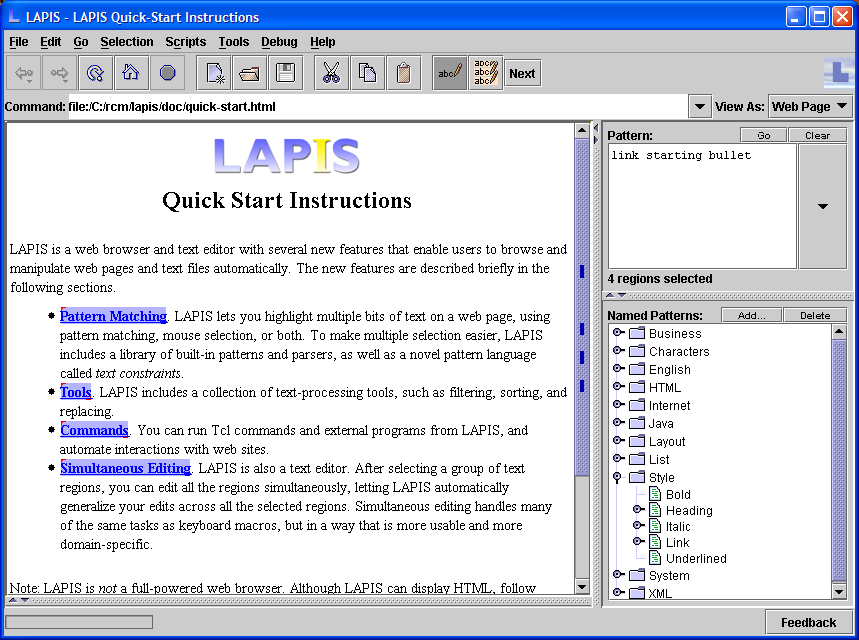 LAPIS - LAPIS Quick-Start Instructions
File Edit Go Selection Scripts Tools Debug Help
abc abc abc abc Next
Command: file:/C:/rcm/lapis/doc/quick-start.html View As: Web Page
LAPIS
Quick Start Instructions
LAPIS is a web browser and text editor with several new features that enable users to browse and
manipulate web pages and text files automatically. The new features are described briefly in the
following sections.
Pattern Matching. LAPIS lets you highlight multiple bits of text on a web page, using
pattern matching, mouse selection, or both. To make multiple selection easier, LAPIS
includes a library of built-in patterns and parsers, as well as a novel pattern language
called text constraints.
Tools. LAPIS includes a collection of text-processing tools, such as filtering, sorting, and
replacing.
Commands. You can run Tcl commands and external programs from LAPIS, and
automate interactions with web sites.
Simultaneous Editing. LAPIS is also a text editor. After selecting a group of text
regions, you can edit all the regions simultaneously, letting LAPIS automatically
generalize your edits across all the selected regions. Simultaneous editing handles many
of the same tasks as keyboard macros, but in a way that is more usable and more
domain-specific.
Note: LAPIS is not a full-powered web browser. Although LAPIS can display HTML, follow
Pattern: Go Clear
link starting bullet
4 regions selected
Named Patterns: Add... Delete
Business
Characters
English
HTML
Internet
Java
Layout
List
Style
Bold
Heading
Italic
Link
Underlined
System
XML
Feedback